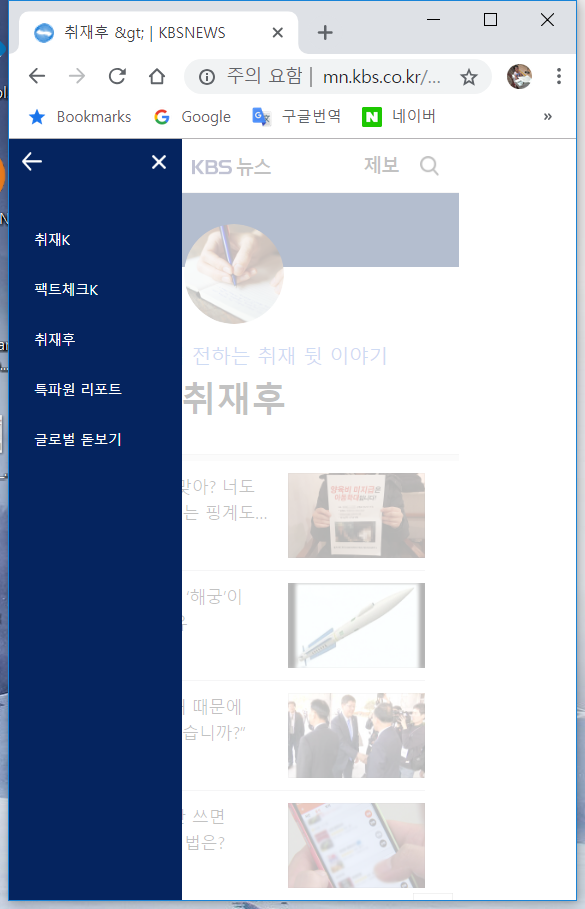 취재후 &gt; | KBSNEWS
주의 요함 | mn.kbs.co.kr/...
Bookmarks Google 구글번역 네이버 »
KBS 뉴스 제보
취재K
팩트체크K
취재후
특파원 리포트
글로벌 돋보기
전하는 취재 뒷 이야기
취재후
맞아? 너도
는 핑계도...
'해궁'이
때문에
습니까?"
쓰면
법은?